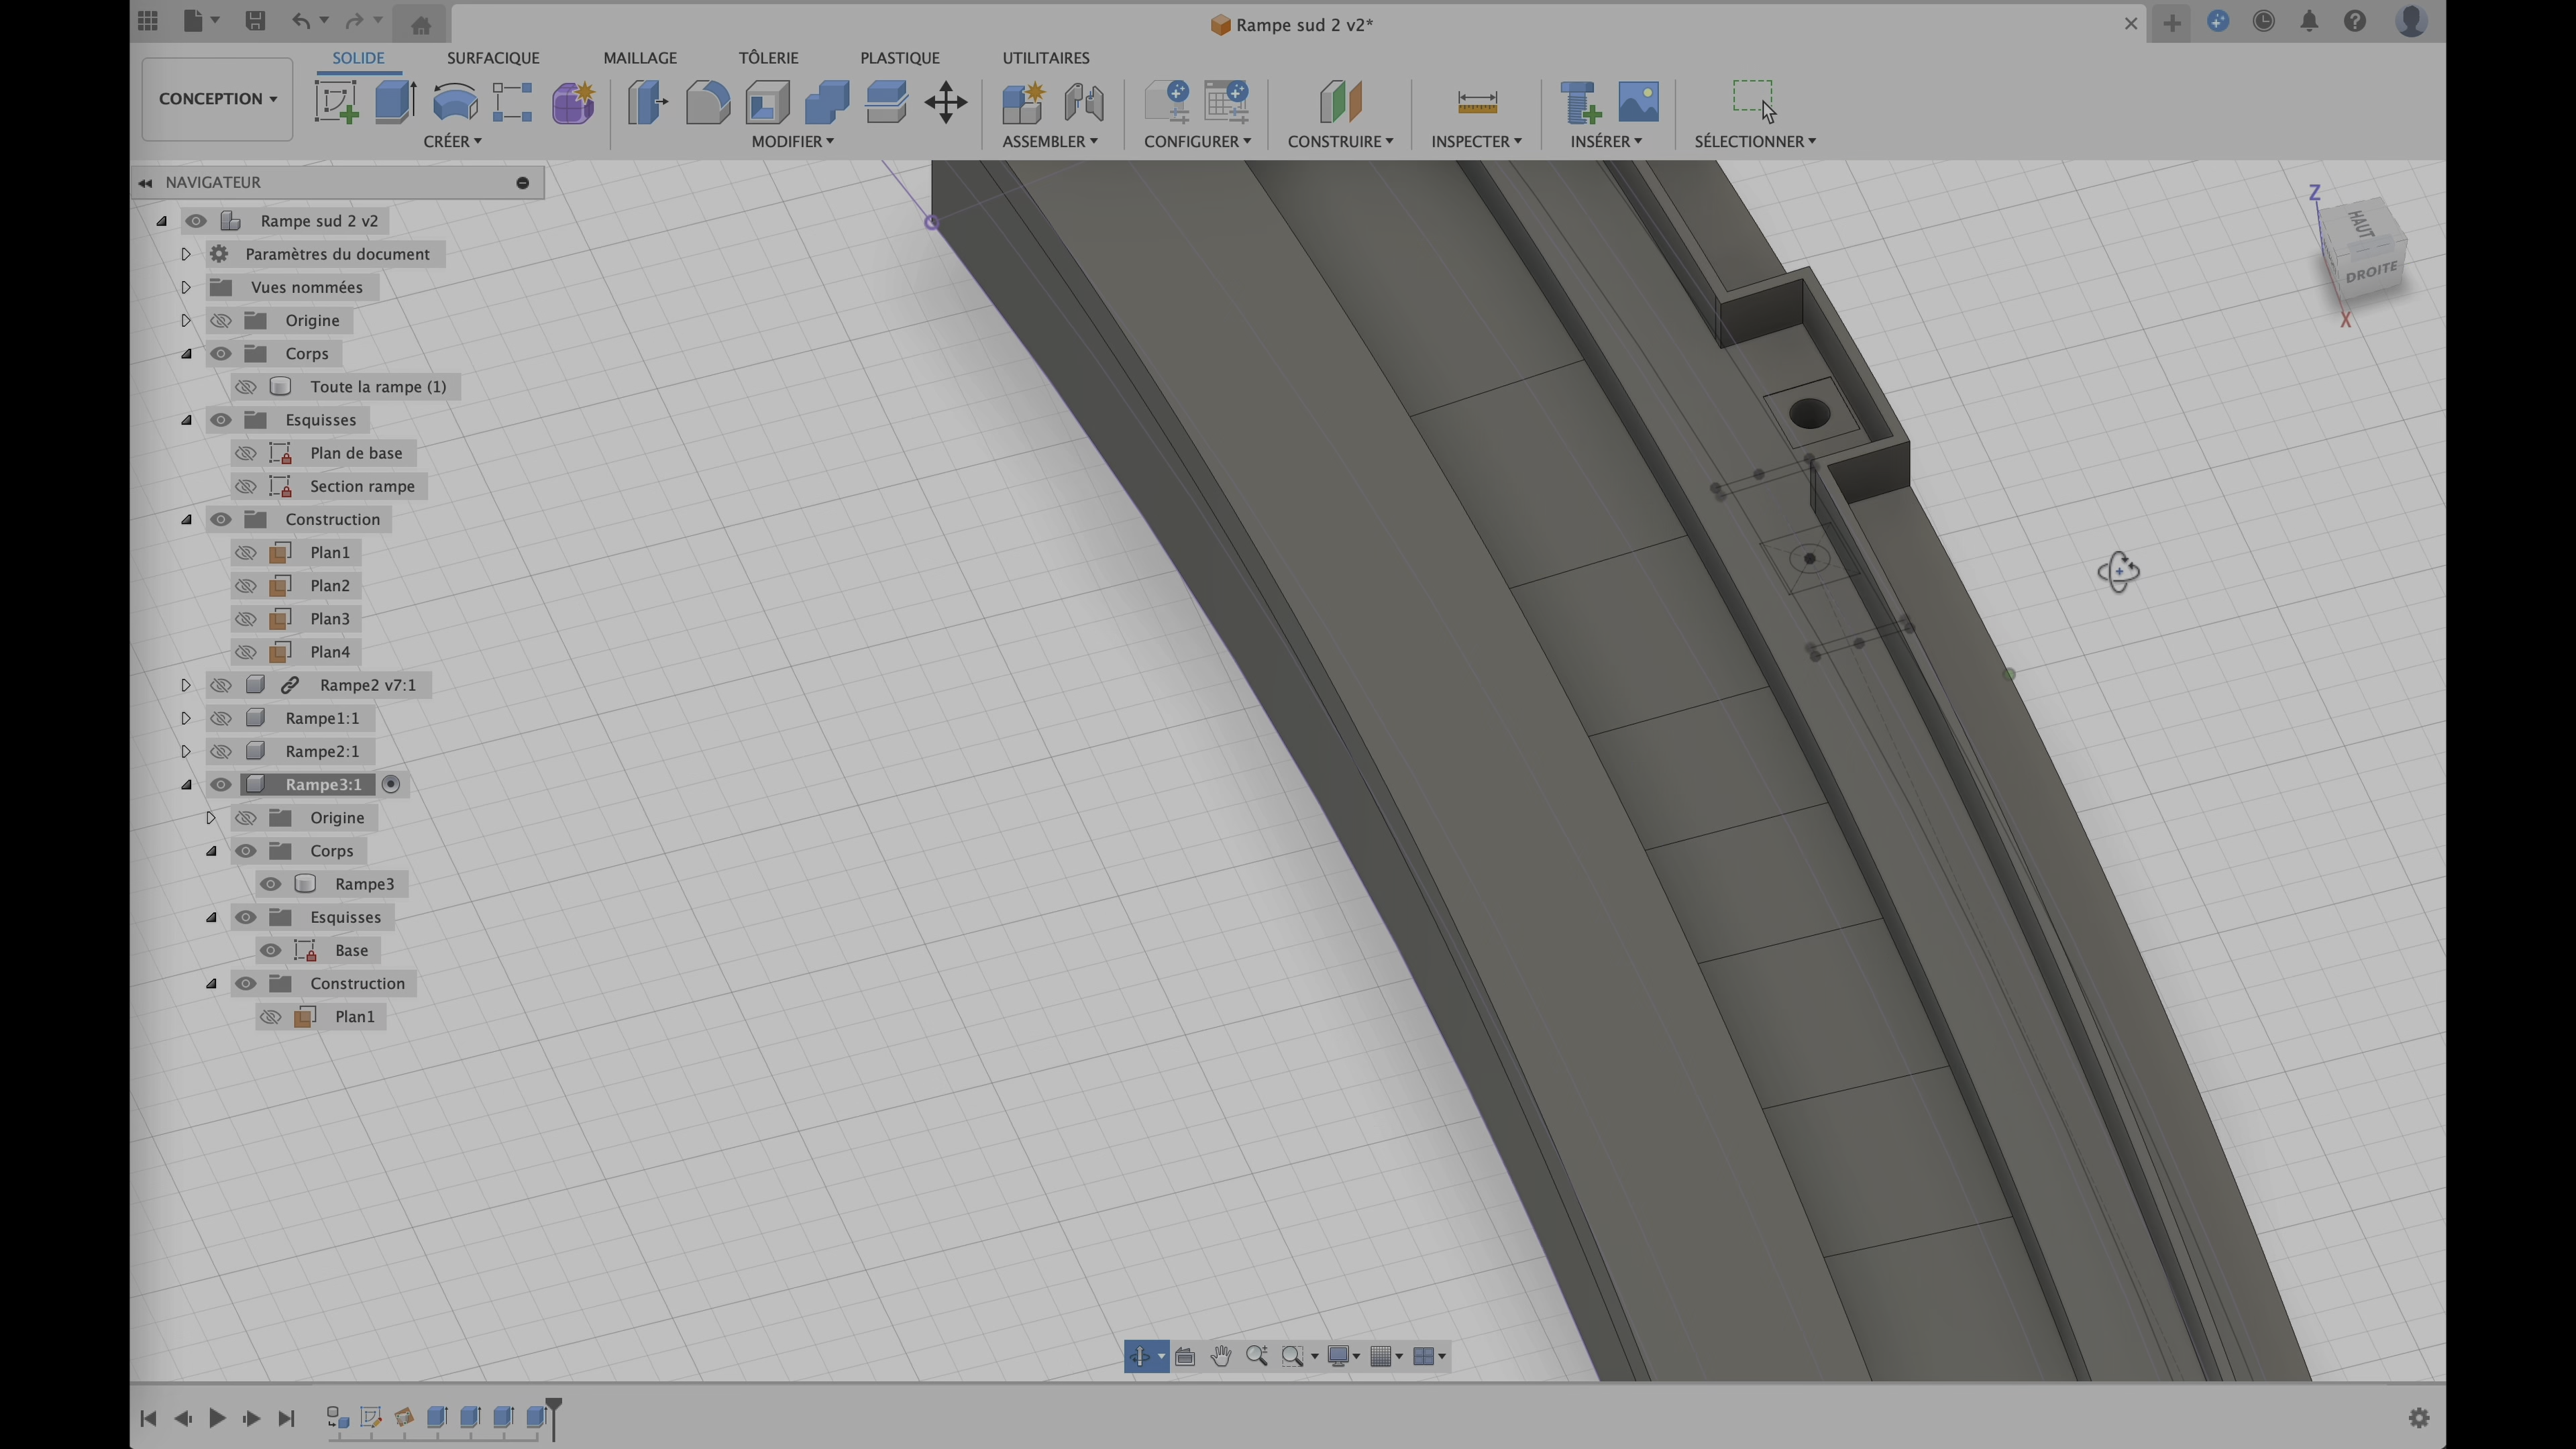 Rampe sud 2 v2*
SOLIDE SURFACIQUE MAILLAGE TÔLERIE PLASTIQUE UTILITAIRES
CONCEPTION
CRÉER MODIFIER ASSEMBLER CONFIGURER CONSTRUIRE INSPECTER INSÉRER SÉLECTIONNER
NAVIGATEUR
Rampe sud 2 v2
Paramètres du document
Vues nommées
Origine
Corps
Toute la rampe (1)
Esquisses
Plan de base
Section rampe
Construction
Plan1
Plan2
Plan3
Plan4
Rampe2 v7:1
Rampe1:1
Rampe2:1
Rampe3:1
Origine
Corps
Rampe3
Esquisses
Base
Construction
Plan1
Z
HAUT
DROITE
X